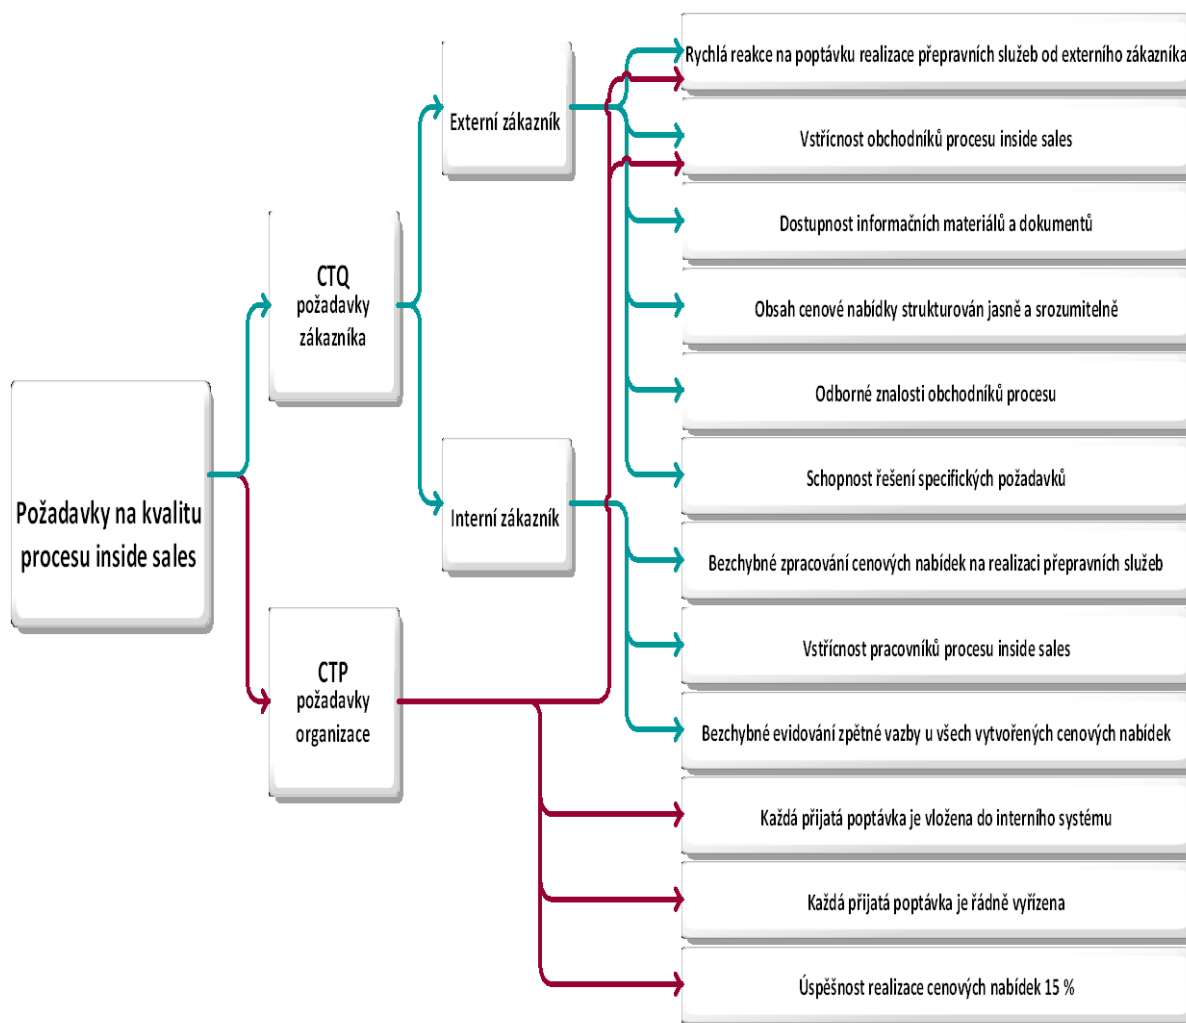 Požadavky na kvalitu
procesu inside sales
CTQ
požadavky
zákazníka
CTP
požadavky
organizace
Externí zákazník
Interní zákazník
Rychlá reakce na poptávku realizace přepravních služeb od externího zákazníka
Vstřícnost obchodníků procesu inside sales
Dostupnost informačních materiálů a dokumentů
Obsah cenové nabídky strukturován jasně a srozumitelně
Odborné znalosti obchodníků procesu
Schopnost řešení specifických požadavků
Bezchybné zpracování cenových nabídek na realizaci přepravních služeb
Vstřícnost pracovníků procesu inside sales
Bezchybné evidování zpětné vazby u všech vytvořených cenových nabídek
Každá přijatá poptávka je vložena do interního systému
Každá přijatá poptávka je řádně vyřízena
Úspěšnost realizace cenových nabídek 15 %